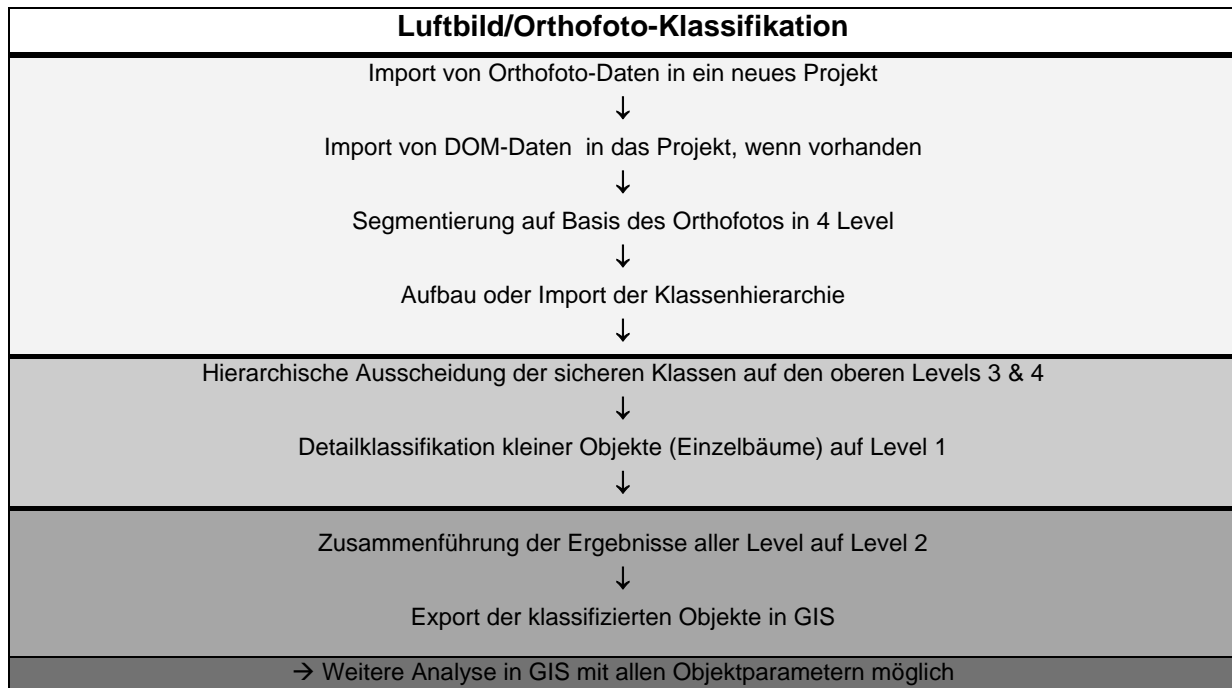 Luftbild/Orthofoto-Klassifikation
Import von Orthofoto-Daten in ein neues Projekt
↓
Import von DOM-Daten  in das Projekt, wenn vorhanden
↓
Segmentierung auf Basis des Orthofotos in 4 Level
↓
Aufbau oder Import der Klassenhierarchie
↓
Hierarchische Ausscheidung der sicheren Klassen auf den oberen Levels 3 & 4
↓
Detailklassifikation kleiner Objekte (Einzelbäume) auf Level 1
↓
Zusammenführung der Ergebnisse aller Level auf Level 2
↓
Export der klassifizierten Objekte in GIS
→ Weitere Analyse in GIS mit allen Objektparametern möglich